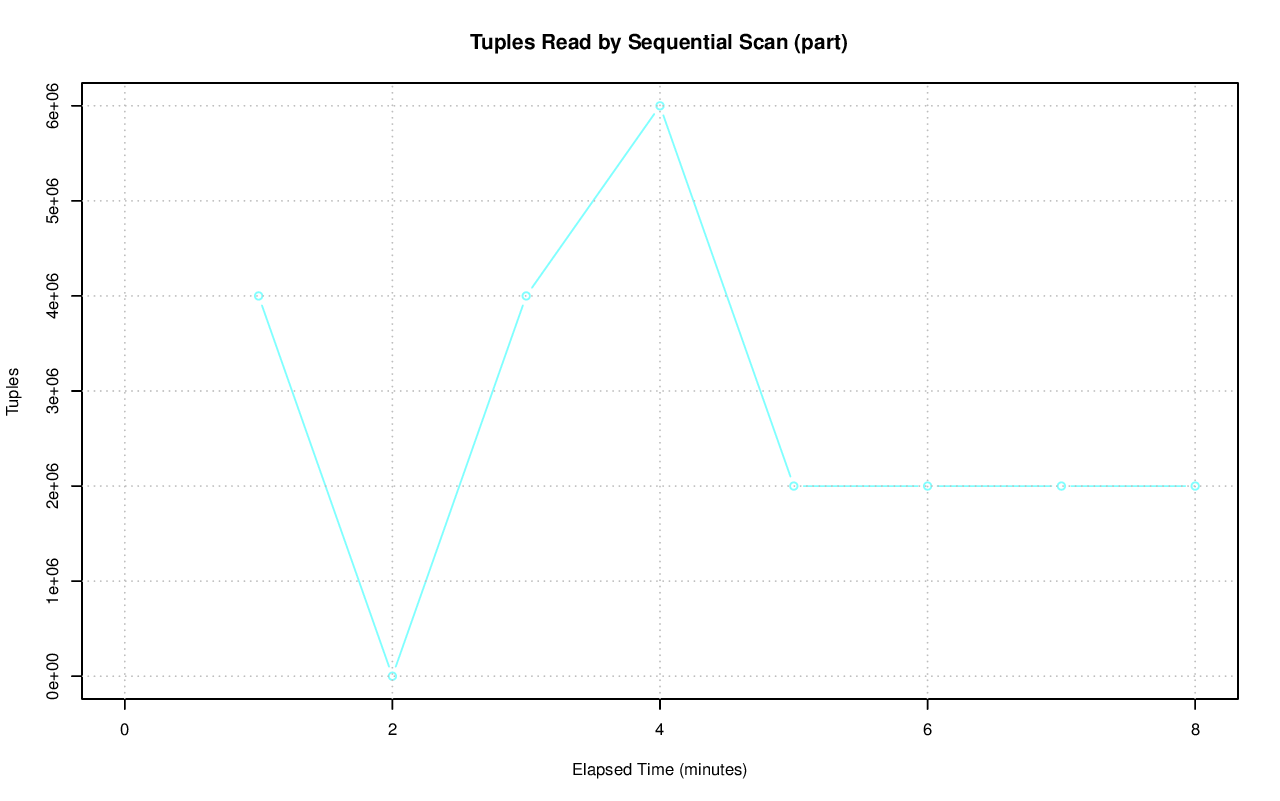 Tuples Read by Sequential Scan (part)
6e+06
5e+06
4e+06
3e+06
2e+06
1e+06
0e+00
Tuples
0 2 4 6 8
Elapsed Time (minutes)